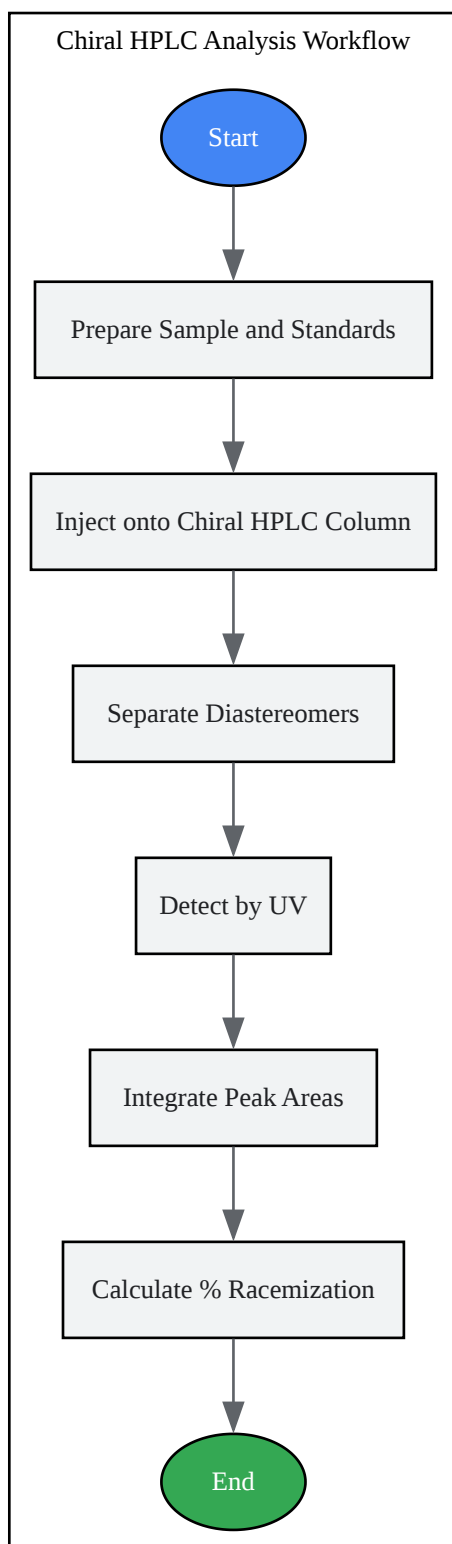 Chiral HPLC Analysis Workflow
Start
Prepare Sample and Standards
Inject onto Chiral HPLC Column
Separate Diastereomers
Detect by UV
Integrate Peak Areas
Calculate % Racemization
End